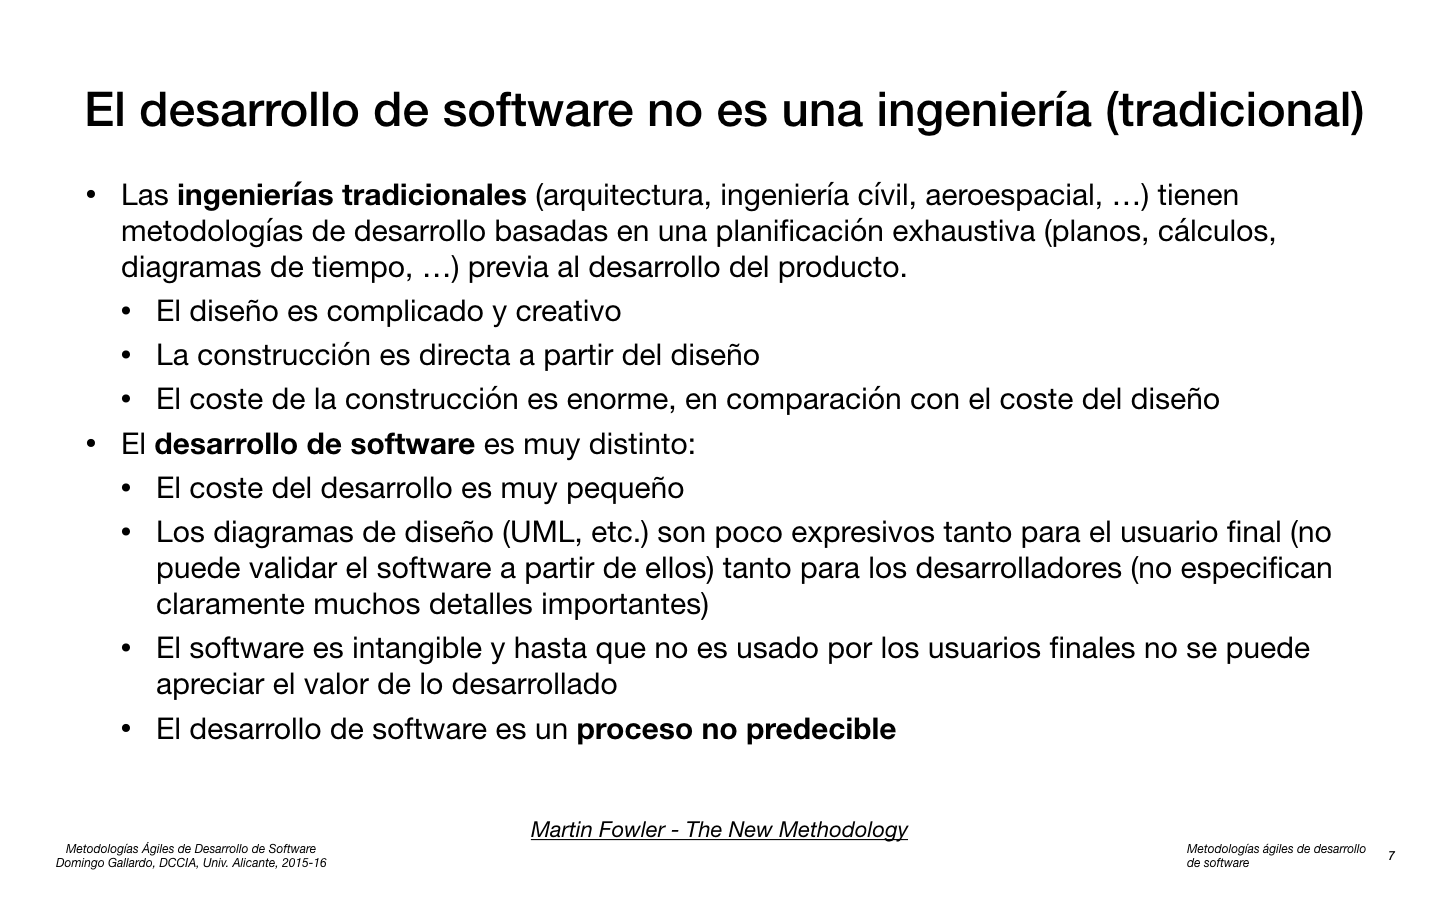 El desarrollo de software no es una ingeniería (tradicional)
• Las ingenierías tradicionales (arquitectura, ingeniería cívil, aeroespacial, …) tienen
metodologías de desarrollo basadas en una planificación exhaustiva (planos, cálculos,
diagramas de tiempo, …) previa al desarrollo del producto.
• El diseño es complicado y creativo
• La construcción es directa a partir del diseño
• El coste de la construcción es enorme, en comparación con el coste del diseño
• El desarrollo de software es muy distinto:
• El coste del desarrollo es muy pequeño
• Los diagramas de diseño (UML, etc.) son poco expresivos tanto para el usuario final (no
puede validar el software a partir de ellos) tanto para los desarrolladores (no especifican
claramente muchos detalles importantes)
• El software es intangible y hasta que no es usado por los usuarios finales no se puede
apreciar el valor de lo desarrollado
• El desarrollo de software es un proceso no predecible
Martin Fowler - The New Methodology
Metodologías Ágiles de Desarrollo de Software
Domingo Gallardo, DCCIA, Univ. Alicante, 2015-16
Metodologías ágiles de desarrollo
de software
7